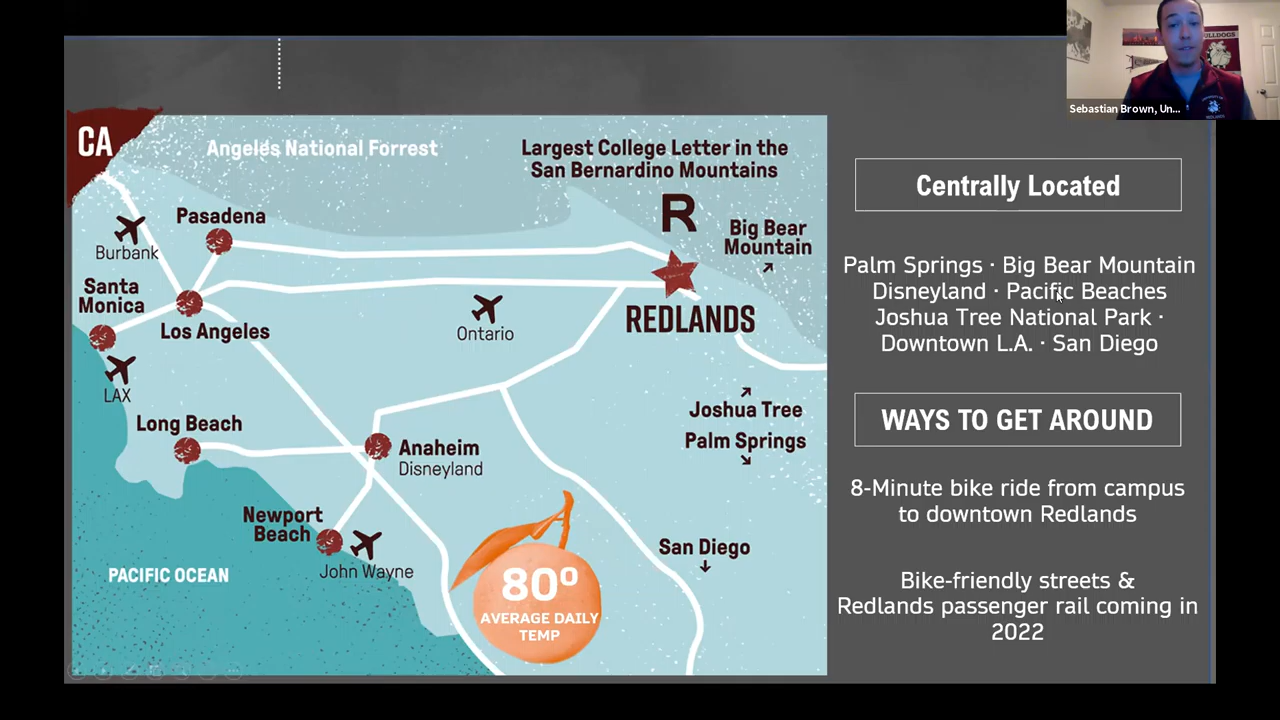 CA
Angeles National Forrest
Largest College Letter in the
San Bernardino Mountains
R
Big Bear
Mountain
Pasadena
Burbank
Santa
Monica
Los Angeles
Ontario
REDLANDS
LAX
Long Beach
Joshua Tree
Palm Springs
Anaheim
Disneyland
Newport
Beach
John Wayne
San Diego
PACIFIC OCEAN
80º
AVERAGE DAILY
TEMP
Centrally Located
Palm Springs · Big Bear Mountain
Disneyland · Pacific Beaches
Joshua Tree National Park ·
Downtown L.A. · San Diego
WAYS TO GET AROUND
8-Minute bike ride from campus
to downtown Redlands
Bike-friendly streets &
Redlands passenger rail coming in
2022
Sebastian Brown, Un...